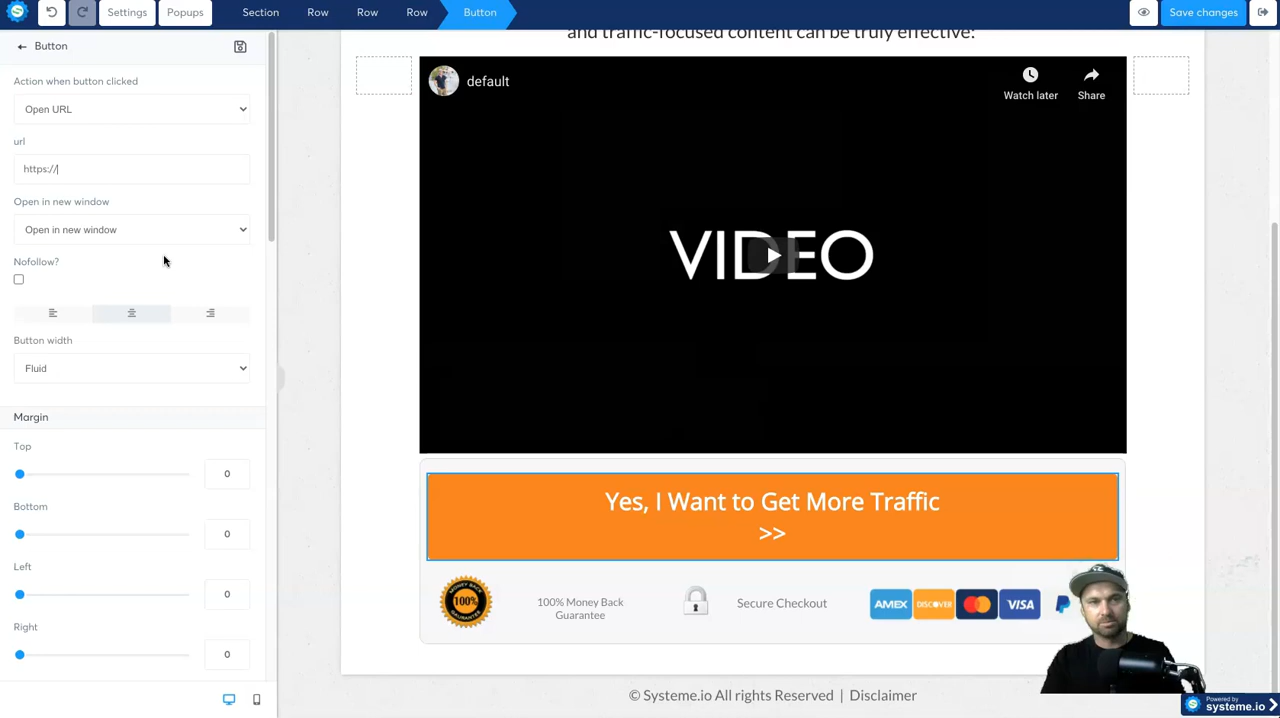 Settings Popups Section Row Row Row Button Save changes
Button
Action when button clicked
Open URL
url
https://
Open in new window
Open in new window
Nofollow?
Button width
Fluid
Margin
Top
0
Bottom
0
Left
0
Right
0
and traffic-focused content can be truly effective:
default
Watch later
Share
VIDEO
Yes, I Want to Get More Traffic
>>
MONEY BACK
100%
GUARANTEE
100% Money Back
Guarantee
Secure Checkout
AMEX DISCOVER VISA
© Systeme.io All rights Reserved | Disclaimer
Powered by
systeme.io